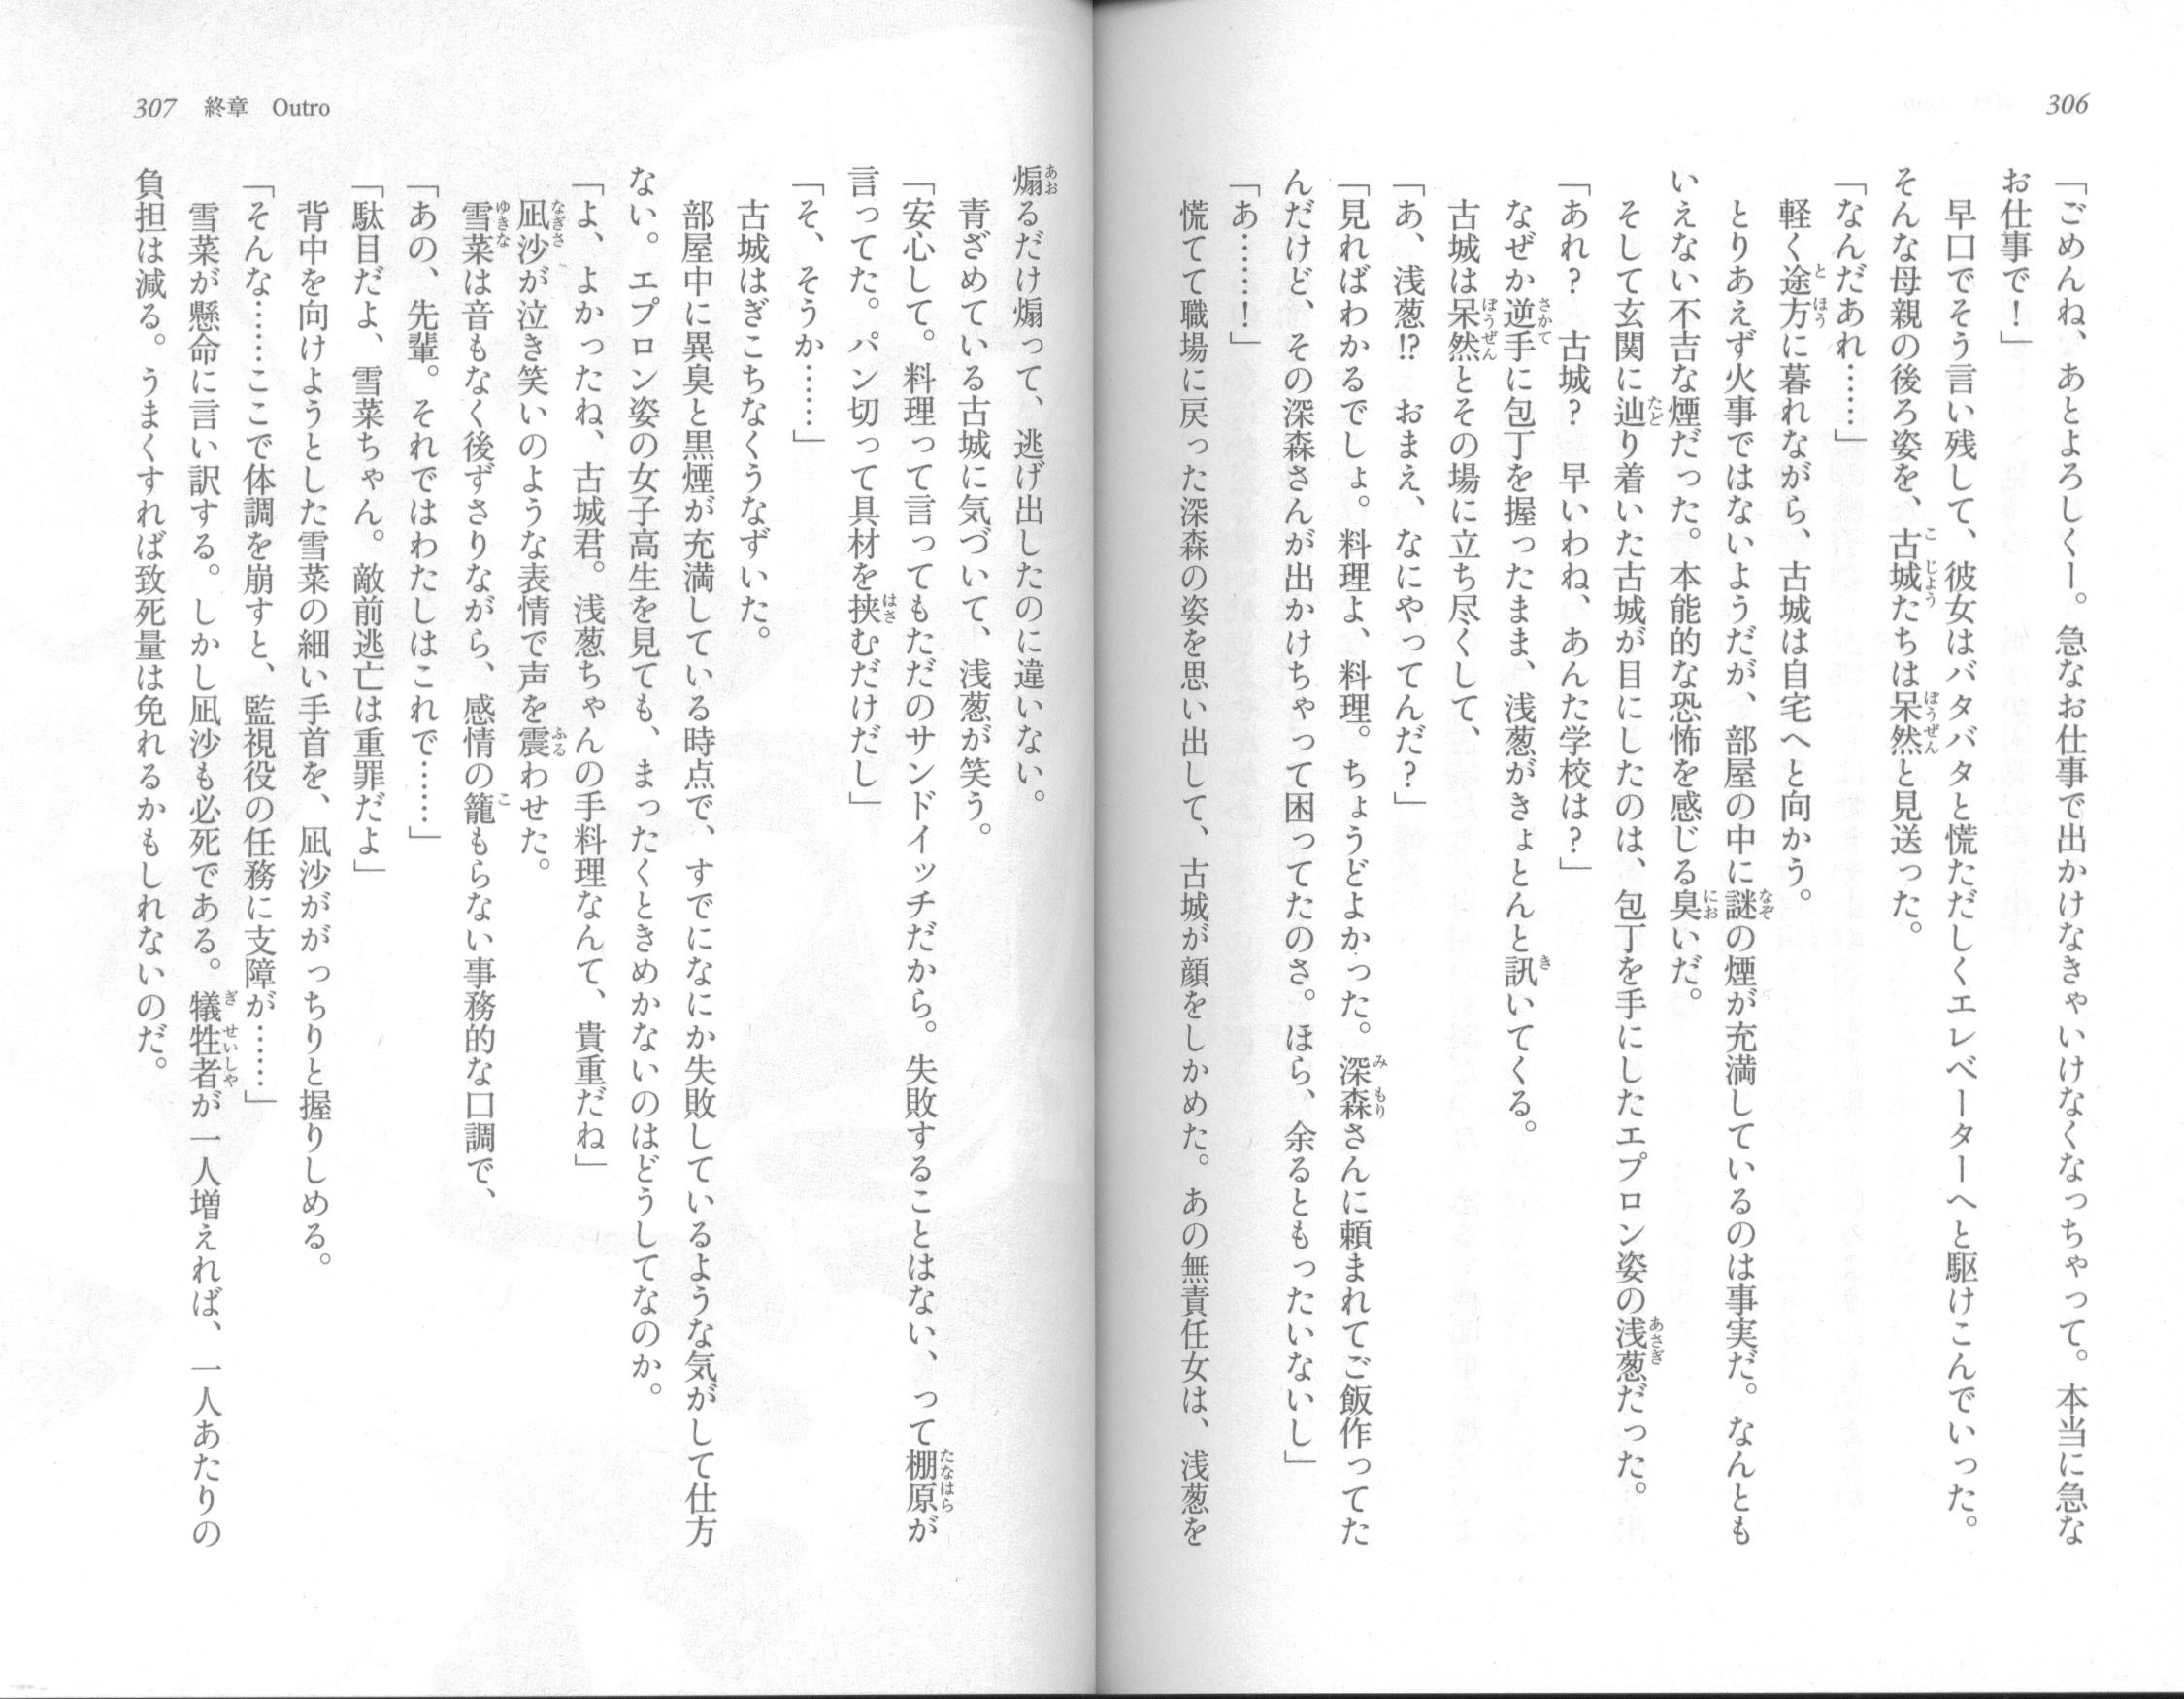 306
「ごめんね、あとよろしくー。急なお仕事で出かけなきゃいけなくなっちゃって。本当に急な
お仕事で！」
早口でそう言い残して、彼女はバタバタと慌ただしくエレベーターへと駆けこんでいった。
そんな母親の後ろ姿を、古城たちは呆然と見送った。
「なんだあれ……」
軽く途方に暮れながら、古城は自宅へと向かう。
とりあえず火事ではないようだが、部屋の中に謎の煙が充満しているのは事実だ。なんとも
いえない不吉な煙だった。本能的な恐怖を感じる臭いだ。
そして玄関に辿り着いた古城が目にしたのは、包丁を手にしたエプロン姿の浅葱だった。
「あれ？　古城？　早いわね、あんた学校は？」
なぜか逆手に包丁を握ったまま、浅葱がきょとんと訊いてくる。
古城は呆然とその場に立ち尽くして、
「あ、浅葱⁉　おまえ、なにやってんだ？」
「見ればわかるでしょ。料理よ、料理。ちょうどよかった。深森さんに頼まれてご飯作ってた
んだけど、その深森さんが出かけちゃって困ってたのさ。ほら、余るともったいないし」
「あ……！」
慌てて職場に戻った深森の姿を思い出して、古城が顔をしかめた。あの無責任女は、浅葱を
307　終章　Outro
煽るだけ煽って、逃げ出したのに違いない。
青ざめている古城に気づいて、浅葱が笑う。
「安心して。料理って言ってもただのサンドイッチだから。失敗することはない、って棚原が
言ってた。パン切って具材を挟むだけだし」
「そ、そうか……」
古城はぎこちなくうなずいた。
部屋中に異臭と黒煙が充満している時点で、すでになにか失敗しているような気がして仕方
ない。エプロン姿の女子高生を見ても、まったくときめかないのはどうしてなのか。
「よ、よかったね、古城君。浅葱ちゃんの手料理なんて、貴重だね」
凪沙が泣き笑いのような表情で声を震わせた。
雪菜は音もなく後ずさりながら、感情の籠もらない事務的な口調で、
「あの、先輩。それではわたしはこれで……」
「駄目だよ、雪菜ちゃん。敵前逃亡は重罪だよ」
背中を向けようとした雪菜の細い手首を、凪沙ががっちりと握りしめる。
「そんな……ここで体調を崩すと、監視役の任務に支障が……」
雪菜が懸命に言い訳する。しかし凪沙も必死である。犠牲者が一人増えれば、一人あたりの
負担は減る。うまくすれば致死量は免れるかもしれないのだ。